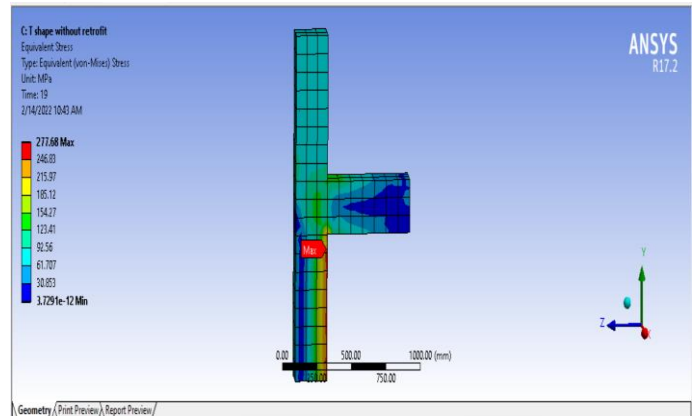 C: T shape without retrofit
Equivalent Stress
Type: Equivalent (von-Mises) Stress
Unit: MPa
Time: 19
2/14/2022 10:43 AM
277.68 Max
246.83
215.97
185.12
154.27
123.41
92.56
61.707
30.853
3.7291e-12 Min
ANSYS
R17.2
Max
Y
Z
X
0.00 500.00 1000.00 (mm)
250.00 750.00
Geometry Print Preview Report Preview